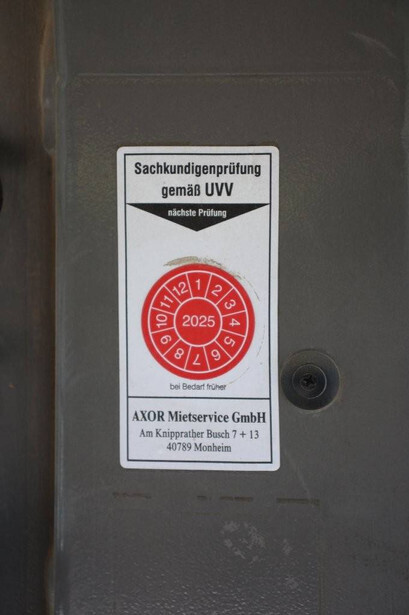 Sachkundigenprüfung
gemäß UVV
nächste Prüfung
12 1 2 3 4 5 6 7 8 9 10 11
2025
bei Bedarf früher
AXOR Mietservice GmbH
Am Knipprather Busch 7 + 13
40789 Monheim